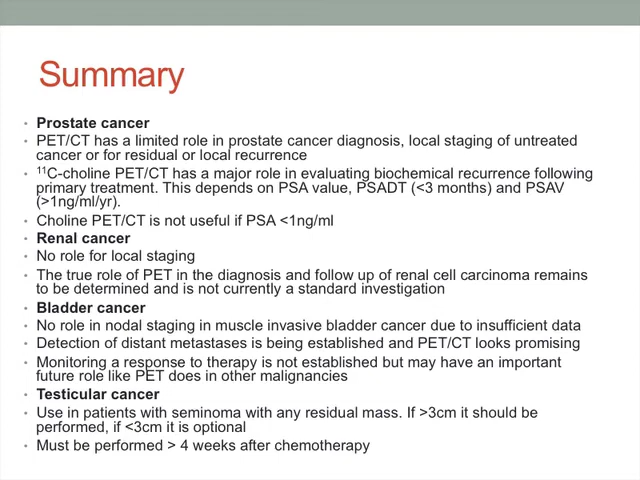 Summary
• Prostate cancer
• PET/CT has a limited role in prostate cancer diagnosis, local staging of untreated
cancer or for residual or local recurrence
• ¹¹C-choline PET/CT has a major role in evaluating biochemical recurrence following
primary treatment. This depends on PSA value, PSADT (<3 months) and PSAV
(>1ng/ml/yr).
• Choline PET/CT is not useful if PSA <1ng/ml
• Renal cancer
• No role for local staging
• The true role of PET in the diagnosis and follow up of renal cell carcinoma remains
to be determined and is not currently a standard investigation
• Bladder cancer
• No role in nodal staging in muscle invasive bladder cancer due to insufficient data
• Detection of distant metastases is being established and PET/CT looks promising
• Monitoring a response to therapy is not established but may have an important
future role like PET does in other malignancies
• Testicular cancer
• Use in patients with seminoma with any residual mass. If >3cm it should be
performed, if <3cm it is optional
• Must be performed > 4 weeks after chemotherapy